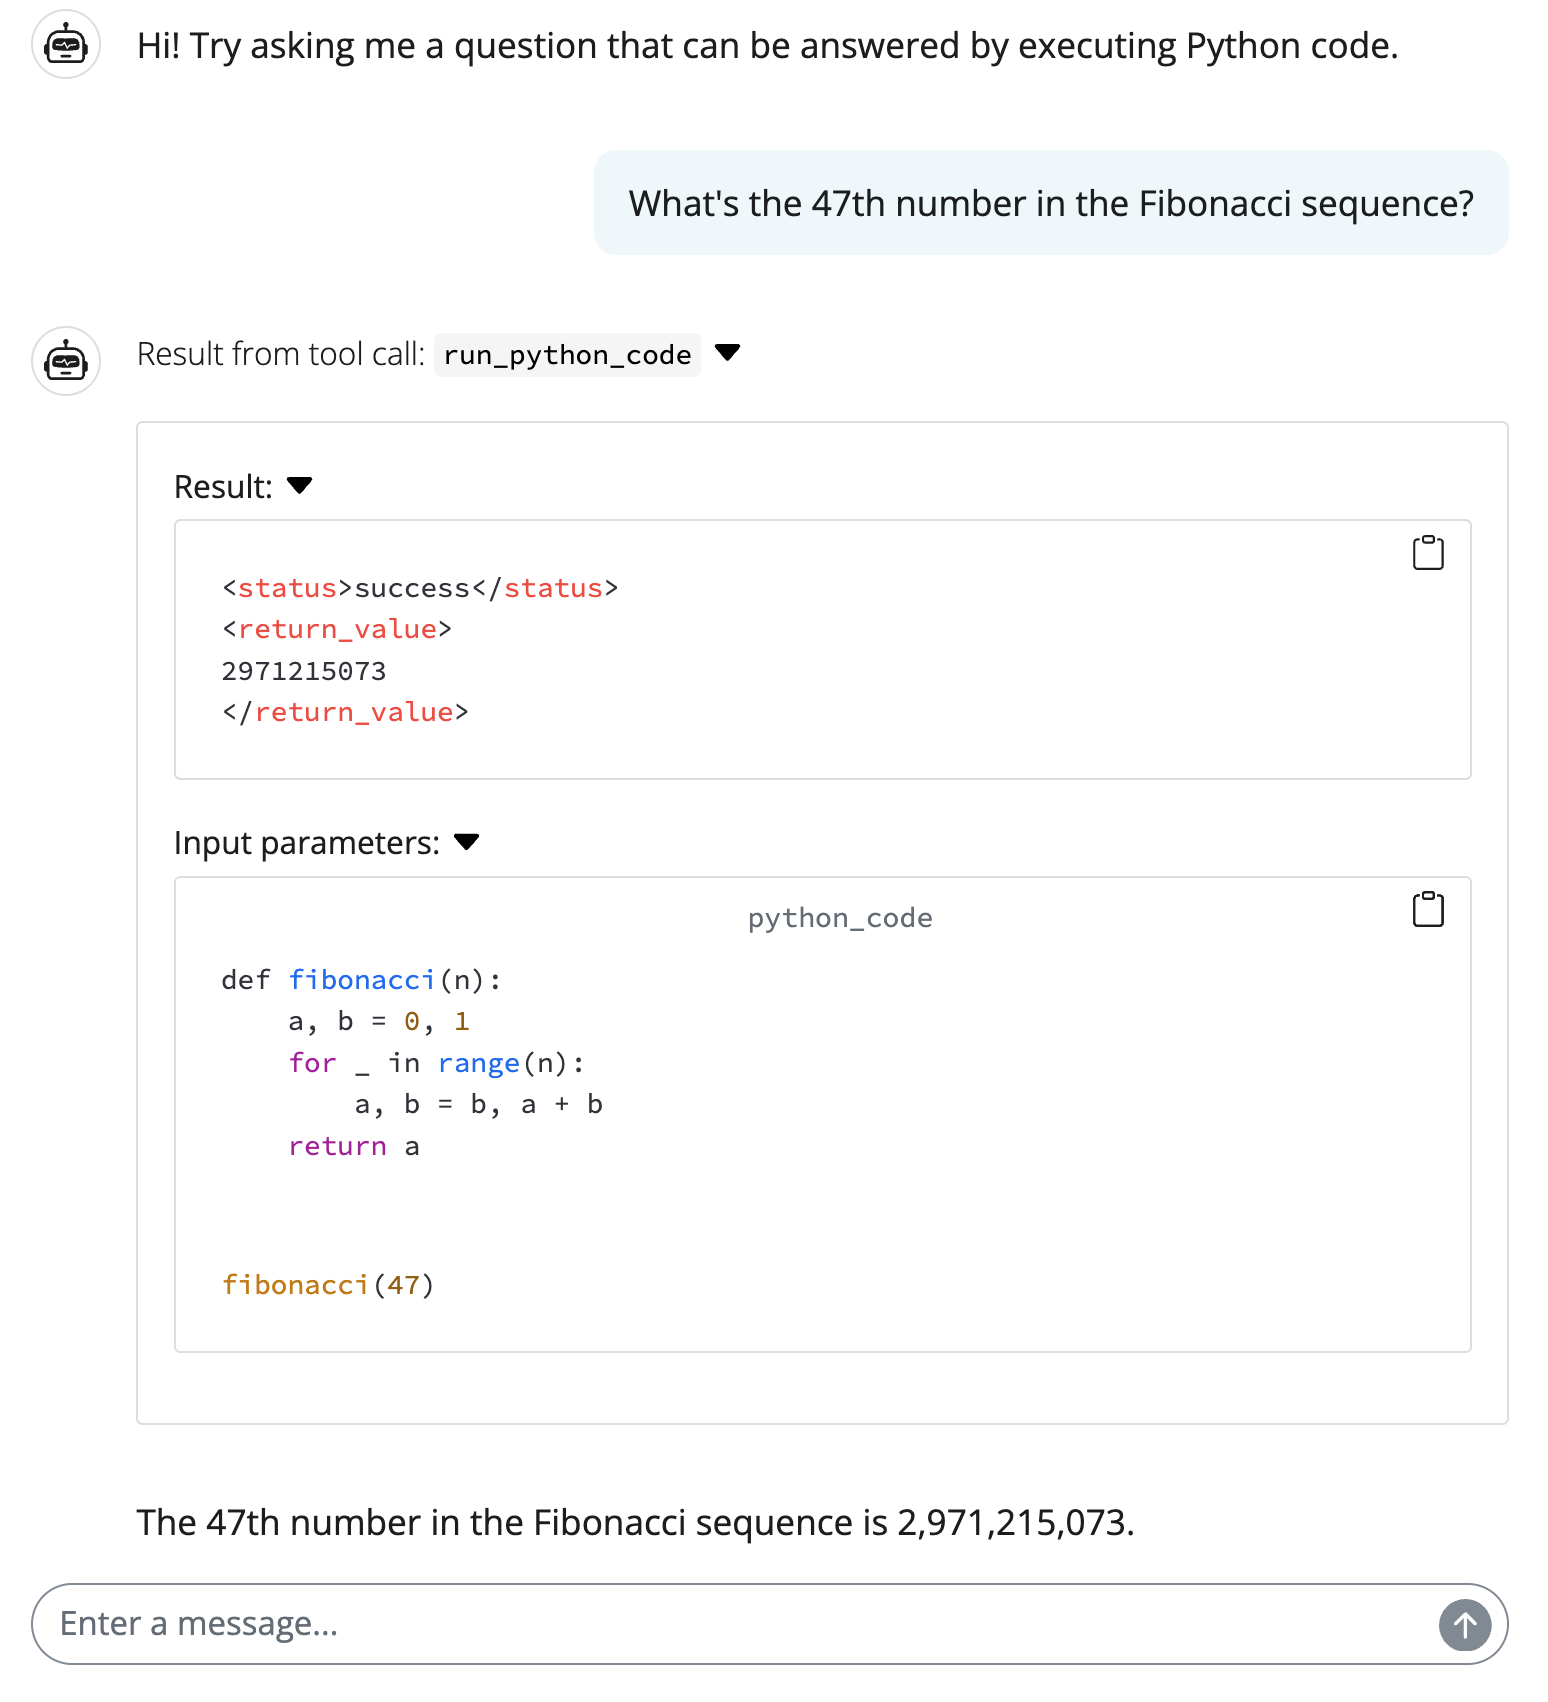 Hi! Try asking me a question that can be answered by executing Python code.
What's the 47th number in the Fibonacci sequence?
Result from tool call: run_python_code
Result:
<status>success</status>
<return_value>
2971215073
</return_value>
Input parameters:
python_code
def fibonacci(n):
    a, b = 0, 1
    for _ in range(n):
        a, b = b, a + b
    return a
fibonacci(47)
The 47th number in the Fibonacci sequence is 2,971,215,073.
Enter a message...